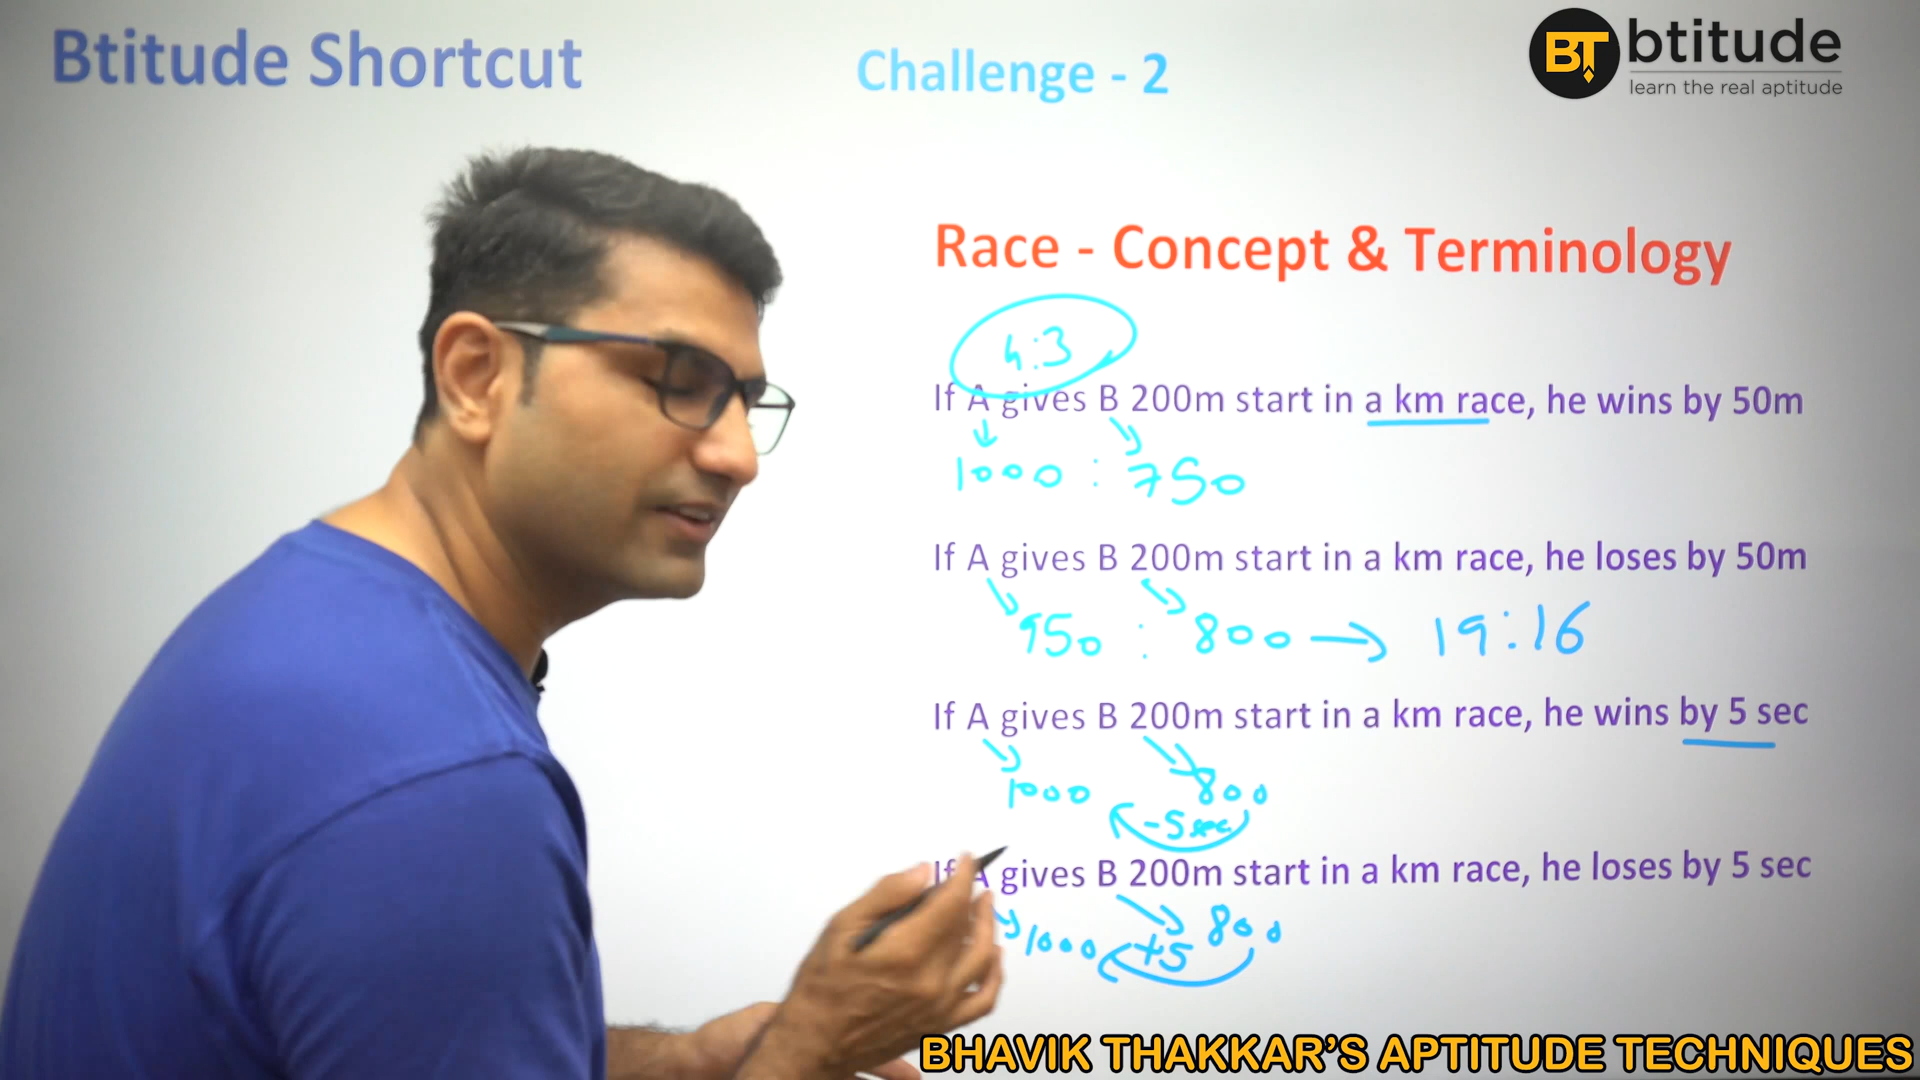 Btitude Shortcut
Challenge - 2
BT btitude
learn the real aptitude
Race - Concept & Terminology
4:3
If A gives B 200m start in a km race, he wins by 50m
1000 : 750
If A gives B 200m start in a km race, he loses by 50m
950 : 800 → 19:16
If A gives B 200m start in a km race, he wins by 5 sec
1000 800
-5 sec
If A gives B 200m start in a km race, he loses by 5 sec
1000 +5 800
BHAVIK THAKKAR'S APTITUDE TECHNIQUES